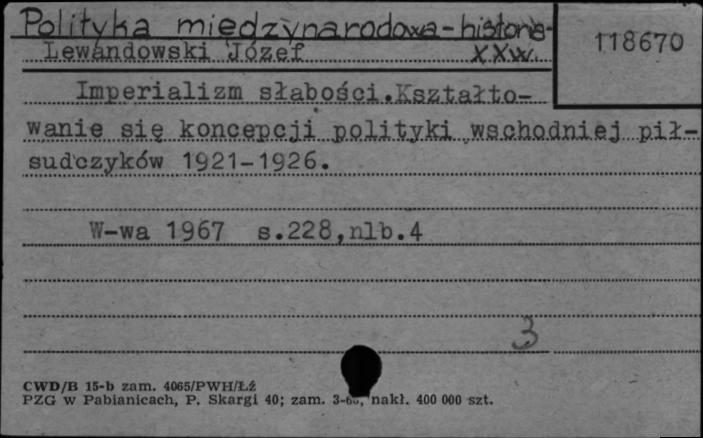 Polityka międzynarodowa-historia-
118670
Lewandowski Józef XXw.
Imperializm słabości.Kształto-
wanie się koncepcji polityki wschodniej pił-
sudczyków 1921-1926.
W-wa 1967 s.228,nlb.4
3
CWD/B 15-b zam. 4065/PWH/Łź
PZG w Pabianicach, P. Skargi 40; zam. nakł. 400 000 szt.